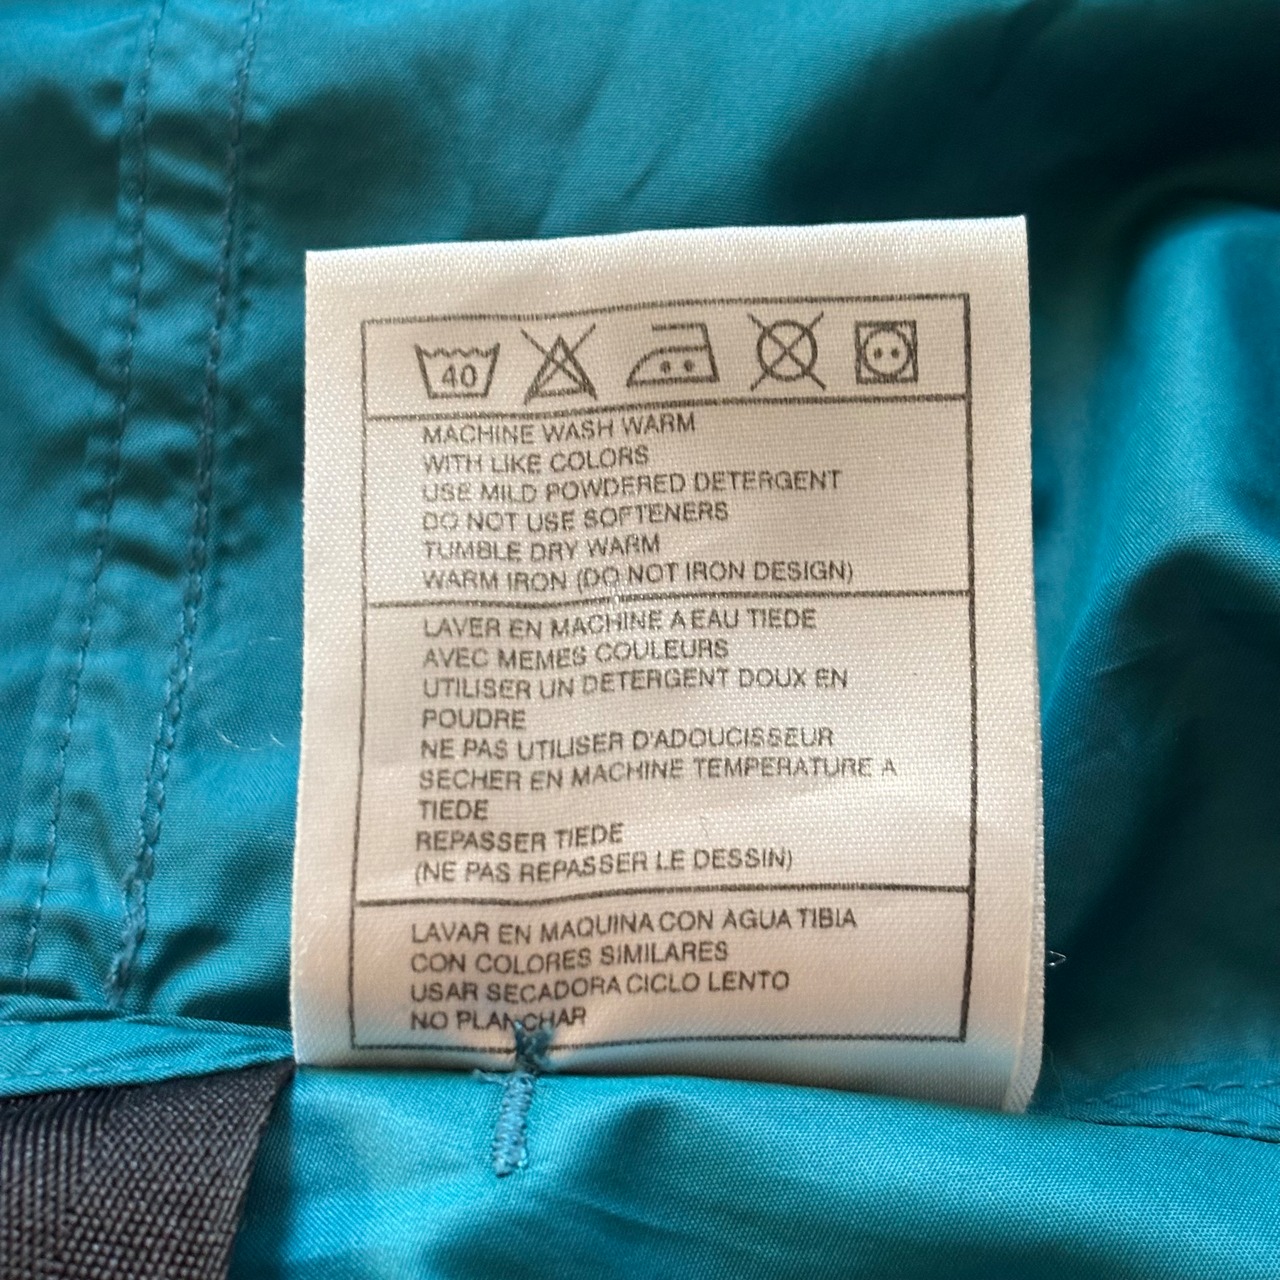 40
MACHINE WASH WARM
WITH LIKE COLORS
USE MILD POWDERED DETERGENT
DO NOT USE SOFTENERS
TUMBLE DRY WARM
WARM IRON (DO NOT IRON DESIGN)
LAVER EN MACHINE A EAU TIEDE
AVEC MEMES COULEURS
UTILISER UN DETERGENT DOUX EN
POUDRE
NE PAS UTILISER D'ADOUCISSEUR
SECHER EN MACHINE TEMPERATURE A
TIEDE
REPASSER TIEDE
(NE PAS REPASSER LE DESSIN)
LAVAR EN MAQUINA CON AGUA TIBIA
CON COLORES SIMILARES
USAR SECADORA CICLO LENTO
NO PLANCHAR